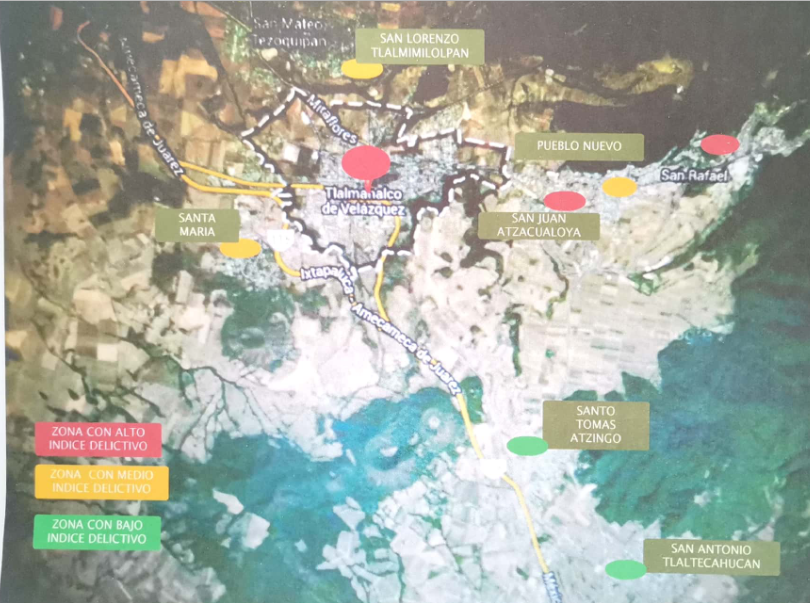 San Mateo
Tezoquipan
SAN LORENZO
TLALMIMILOLPAN
Amecameca de Juarez
Miraflores
PUEBLO NUEVO
San Rafael
Tlalmanalco
de Velázquez
SANTA
MARIA
SAN JUAN
ATZACUALOYA
Ixtapaluca - Amecameca de Juarez
SANTO
TOMAS
ATZINGO
ZONA CON ALTO
INDICE DELICTIVO
ZONA CON MEDIO
INDICE DELICTIVO
ZONA CON BAJO
INDICE DELICTIVO
SAN ANTONIO
TLALTECAHUCAN